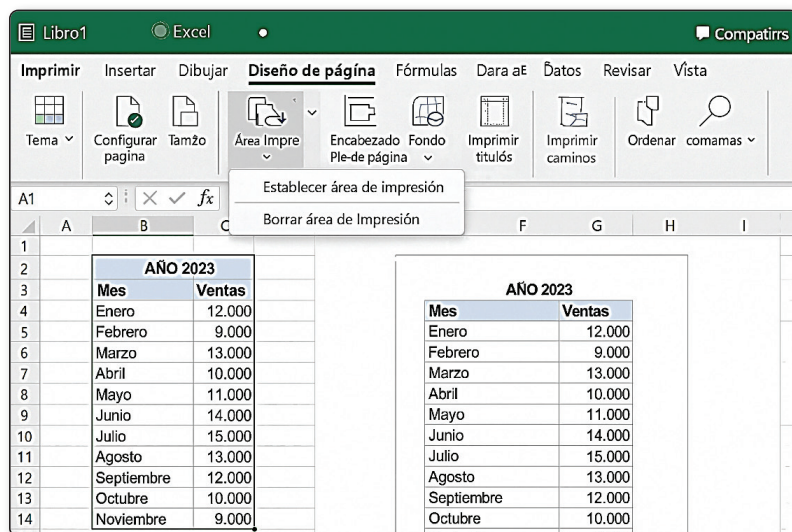 Libro1 Excel Compatirrs
Imprimir Insertar Dibujar Diseño de págína Fórmulas Dara aE Datos Revisar Vista
Tema Configurar pagina Tamžo Área Impre Encabezado Ple-de página Fondo Imprimir titulós Imprimir caminos Ordenar comamas
A1 fx
Establecer área de impresión
Borrar área de Impresión
A B C F G H I
1
2 AÑO 2023
3 Mes Ventas AÑO 2023
4 Enero 12.000 Mes Ventas
5 Febrero 9.000 Enero 12.000
6 Marzo 13.000 Febrero 9.000
7 Abril 10.000 Marzo 13.000
8 Mayo 11.000 Abril 10.000
9 Junio 14.000 Mayo 11.000
10 Julio 15.000 Junio 14.000
11 Agosto 13.000 Julio 15.000
12 Septiembre 12.000 Agosto 13.000
13 Octubre 10.000 Septiembre 12.000
14 Noviembre 9.000 Octubre 10.000